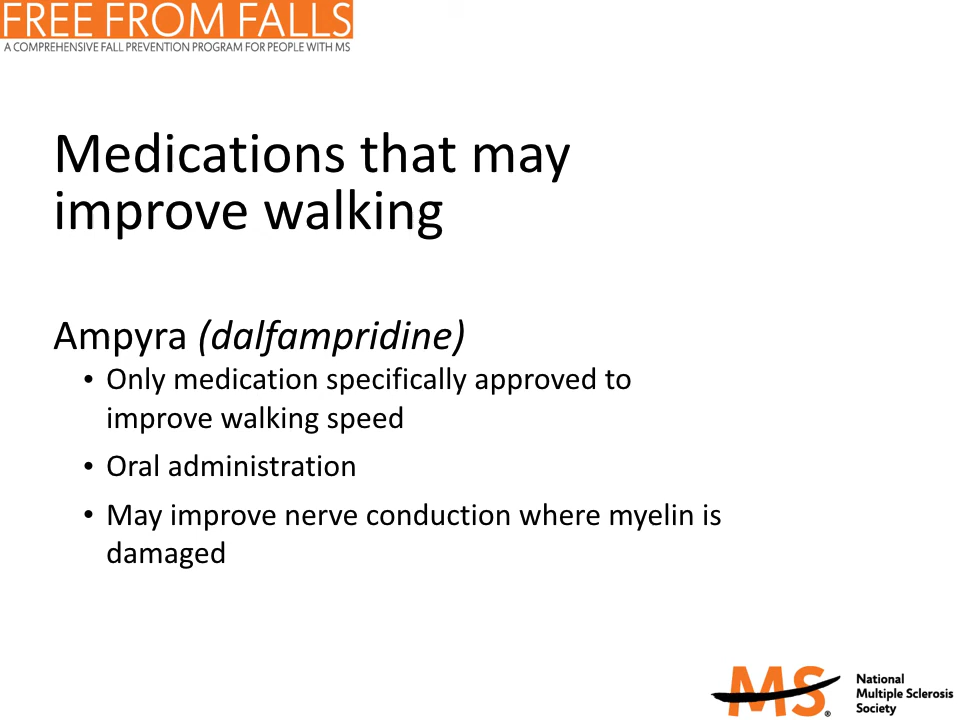 FREE FROM FALLS
A COMPREHENSIVE FALL PREVENTION PROGRAM FOR PEOPLE WITH MS
Medications that may
improve walking
Ampyra (dalfampridine)
• Only medication specifically approved to
improve walking speed
• Oral administration
• May improve nerve conduction where myelin is
damaged
MS®
National
Multiple Sclerosis
Society